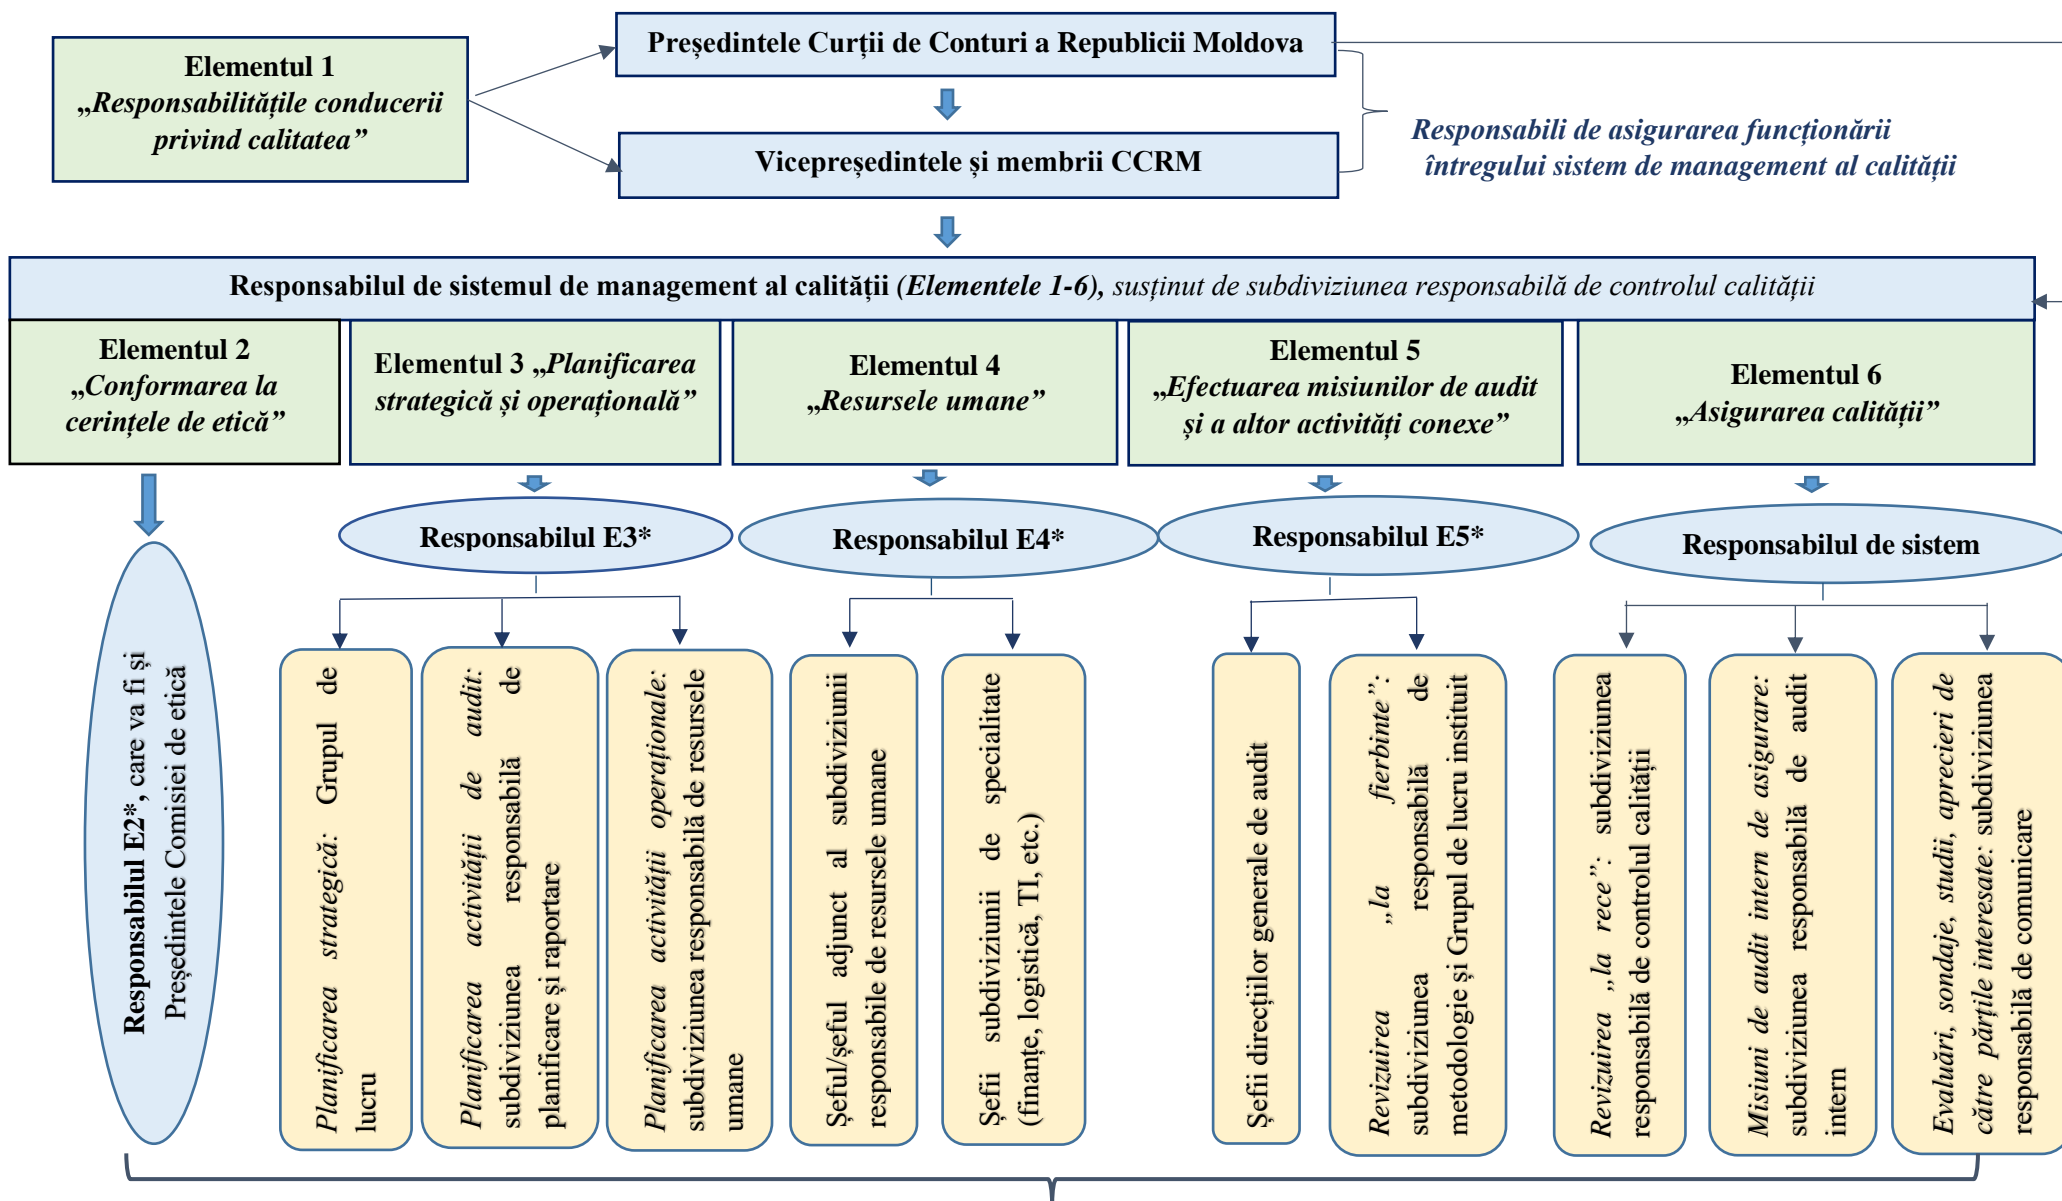 Președintele Curții de Conturi a Republicii Moldova
Elementul 1
„Responsabilitățile conducerii
privind calitatea”
Vicepreședintele și membrii CCRM
Responsabili de asigurarea funcționării
întregului sistem de management al calității
Responsabilul de sistemul de management al calității (Elementele 1-6), susținut de subdiviziunea responsabilă de controlul calității
Elementul 2
„Conformarea la
cerințele de etică”
Elementul 3 „Planificarea
strategică și operațională”
Elementul 4
„Resursele umane”
Elementul 5
„Efectuarea misiunilor de audit
și a altor activități conexe”
Elementul 6
„Asigurarea calității”
Responsabilul E3*
Responsabilul E4*
Responsabilul E5*
Responsabilul de sistem
Responsabilul E2*, care va fi și
Președintele Comisiei de etică
Planificarea strategică: Grupul de
lucru
Planificarea activității de audit:
subdiviziunea responsabilă de
planificare și raportare
Planificarea activității operaționale:
subdiviziunea responsabilă de resursele
umane
Șeful/șeful adjunct al subdiviziunii
responsabile de resursele umane
Șefii subdiviziunii de specialitate
(finanțe, logistică, TI, etc.)
Șefii direcțiilor generale de audit
Revizuirea „la fierbinte”:
subdiviziunea responsabilă de
metodologie și Grupul de lucru instituit
Revizuirea „la rece”: subdiviziunea
responsabilă de controlul calității
Misiuni de audit intern de asigurare:
subdiviziunea responsabilă de audit
intern
Evaluări, sondaje, studii, aprecieri de
către părțile interesate: subdiviziunea
responsabilă de comunicare